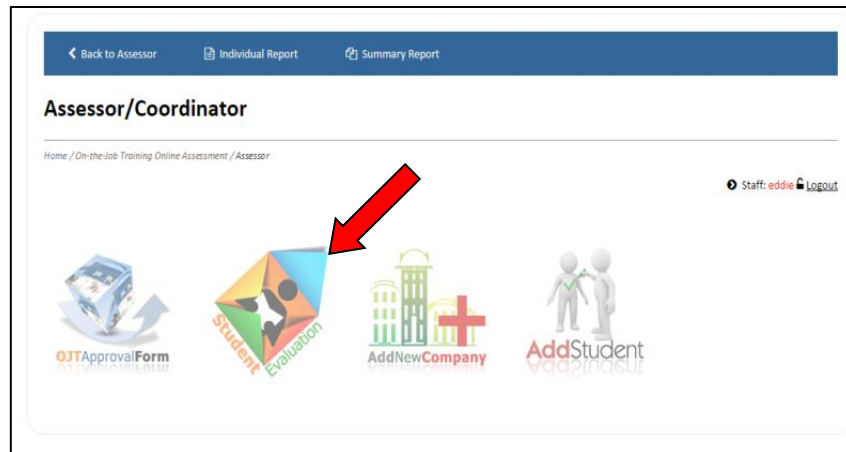 Back to Assessor Individual Report Summary Report
Assessor/Coordinator
Home / On-the-Job Training Online Assessment / Assessor
Staff: eddie Logout
OJTApprovalForm
Student Evaluation
AddNewCompany
AddStudent